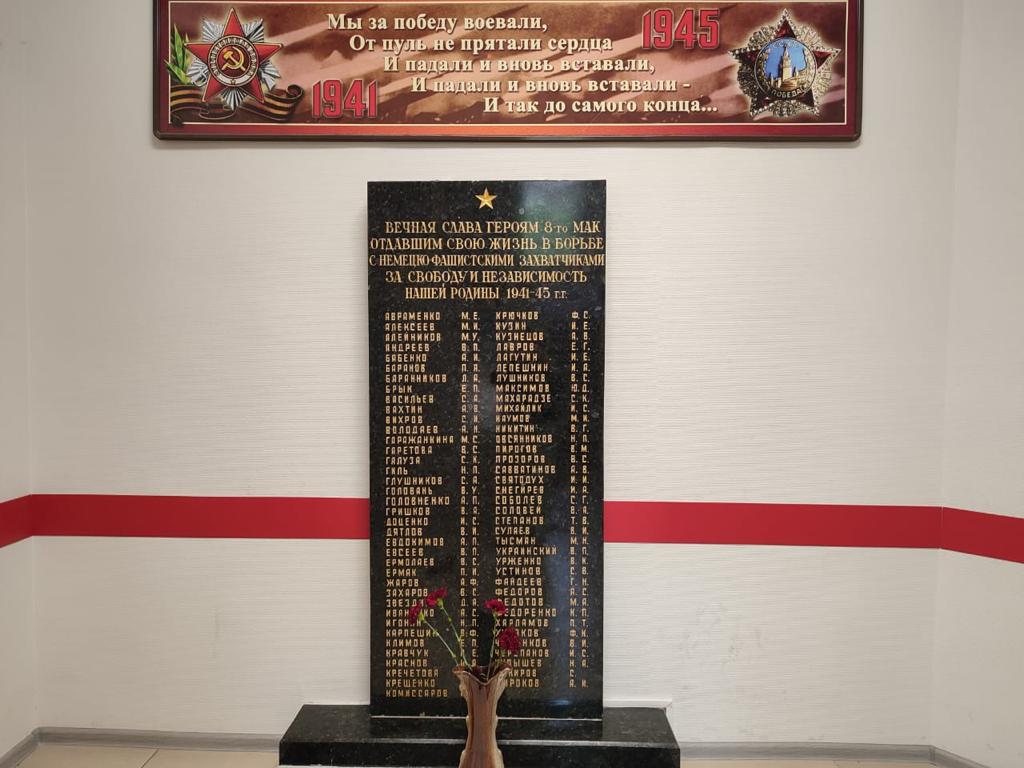 Мы за победу воевали,
1945
От пуль не прятали сердца
И падали и вновь вставали,
И падали и вновь вставали -
1941
И так до самого конца...
ПОБЕДА
ВЕЧНАЯ СЛАВА ГЕРОЯМ 8-го МАК
ОТДАВШИМ СВОЮ ЖИЗНЬ В БОРЬБЕ
С НЕМЕЦКО-ФАШИСТСКИМИ ЗАХВАТЧИКАМИ
ЗА СВОБОДУ И НЕЗАВИСИМОСТЬ
НАШЕЙ РОДИНЫ 1941-45 г.г.
АВРАМЕНКО М.Е.
АЛЕКСЕЕВ М.И.
АЛЕЙНИКОВ М.У.
АНДРЕЕВ В.П.
БАБЕНКО А.И.
БАРАНОВ П.А.
БАРАННИКОВ Л.А.
БРЫК Е.П.
ВАСИЛЬЕВ С.А.
ВАХТИН А.В.
ВИХРОВ С.И.
ВОЛОДАЕВ А.Н.
ГАРАЖАНКИНА М.С.
ГАРЕТОВА В.С.
ГАЛУЗА С.К.
ГИЛЬ Н.П.
ГЛУШНИКОВ С.А.
ГОЛОВАНЬ В.У.
ГОЛОВНЕНКО А.П.
ГРИШКОВ В.А.
ДОЦЕНКО И.С.
ДЯТЛОВ В.И.
ЕВДОКИМОВ А.П.
ЕВСЕЕВ В.П.
ЕРМОЛАЕВ В.С.
ЕРМАК П.И.
ЖАРОВ А.Ф.
ЗАХАРОВ В.С.
Д.А.
А.С.
КАРПЕШИН
КЛИМОВ Е.П.
КРАВЧУК
КРАСНОВ
КРЕЧЕТОВА
КРЕЩЕНКО
КОМИССАРОВ
КРЮЧКОВ Ф.С.
КУЗИН И.Е.
КУЗНЕЦОВ А.В.
ЛАВРОВ Е.Г.
ЛАГУТИН И.Е.
ЛЕПЕШКИН И.А.
ЛУШНИКОВ В.С.
МАКСИМОВ Ю.Д.
МАХАРАДЗЕ С.К.
МИХАЙЛИК И.С.
НАУМОВ М.И.
НИКИТИН В.Г.
ОВСЯННИКОВ Н.П.
ПИРОГОВ В.М.
ПРОЗОРОВ В.С.
САВВАТИНОВ А.В.
СВЯТОДУХ И.И.
СНЕГИРЕВ И.А.
СОБОЛЕВ С.Г.
СОЛОВЕЙ В.А.
СТЕПАНОВ Т.В.
СУЛАЕВ В.И.
ТЫСМАН М.Н.
УКРАИНСКИЙ В.П.
УРЖЕНКО В.К.
УСТИНОВ С.В.
ФАЙДЕЕВ Г.Н.
ФЕДОРОВ А.С.
М.А.
Н.П.
ХАРЛАМОВ П.Т.
Ф.К.
В.И.
И.С.
Н.А.
С.
А.И.